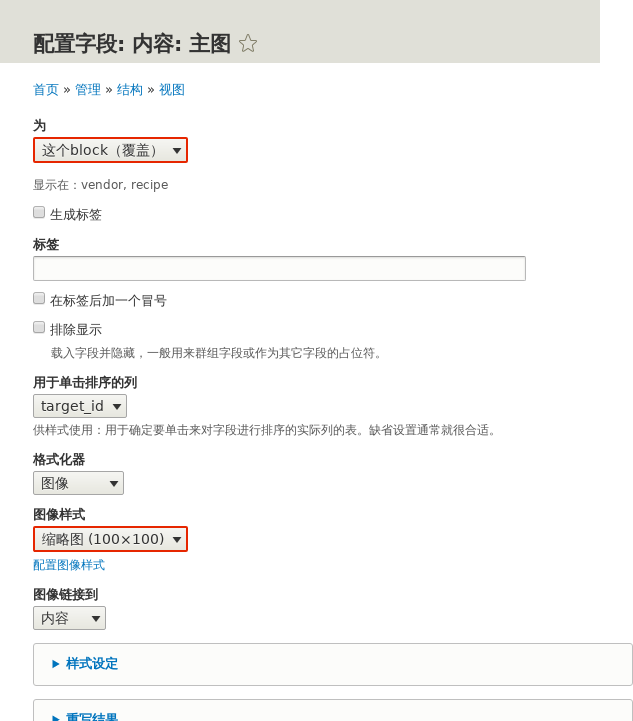 配置字段: 内容: 主图
首页 » 管理 » 结构 » 视图
为
这个block（覆盖）
显示在：vendor, recipe
生成标签
标签
在标签后加一个冒号
排除显示
载入字段并隐藏，一般用来群组字段或作为其它字段的占位符。
用于单击排序的列
target_id
供样式使用：用于确定要单击来对字段进行排序的实际列的表。缺省设置通常就很合适。
格式化器
图像
图像样式
缩略图 (100×100)
配置图像样式
图像链接到
内容
样式设定
重写结果